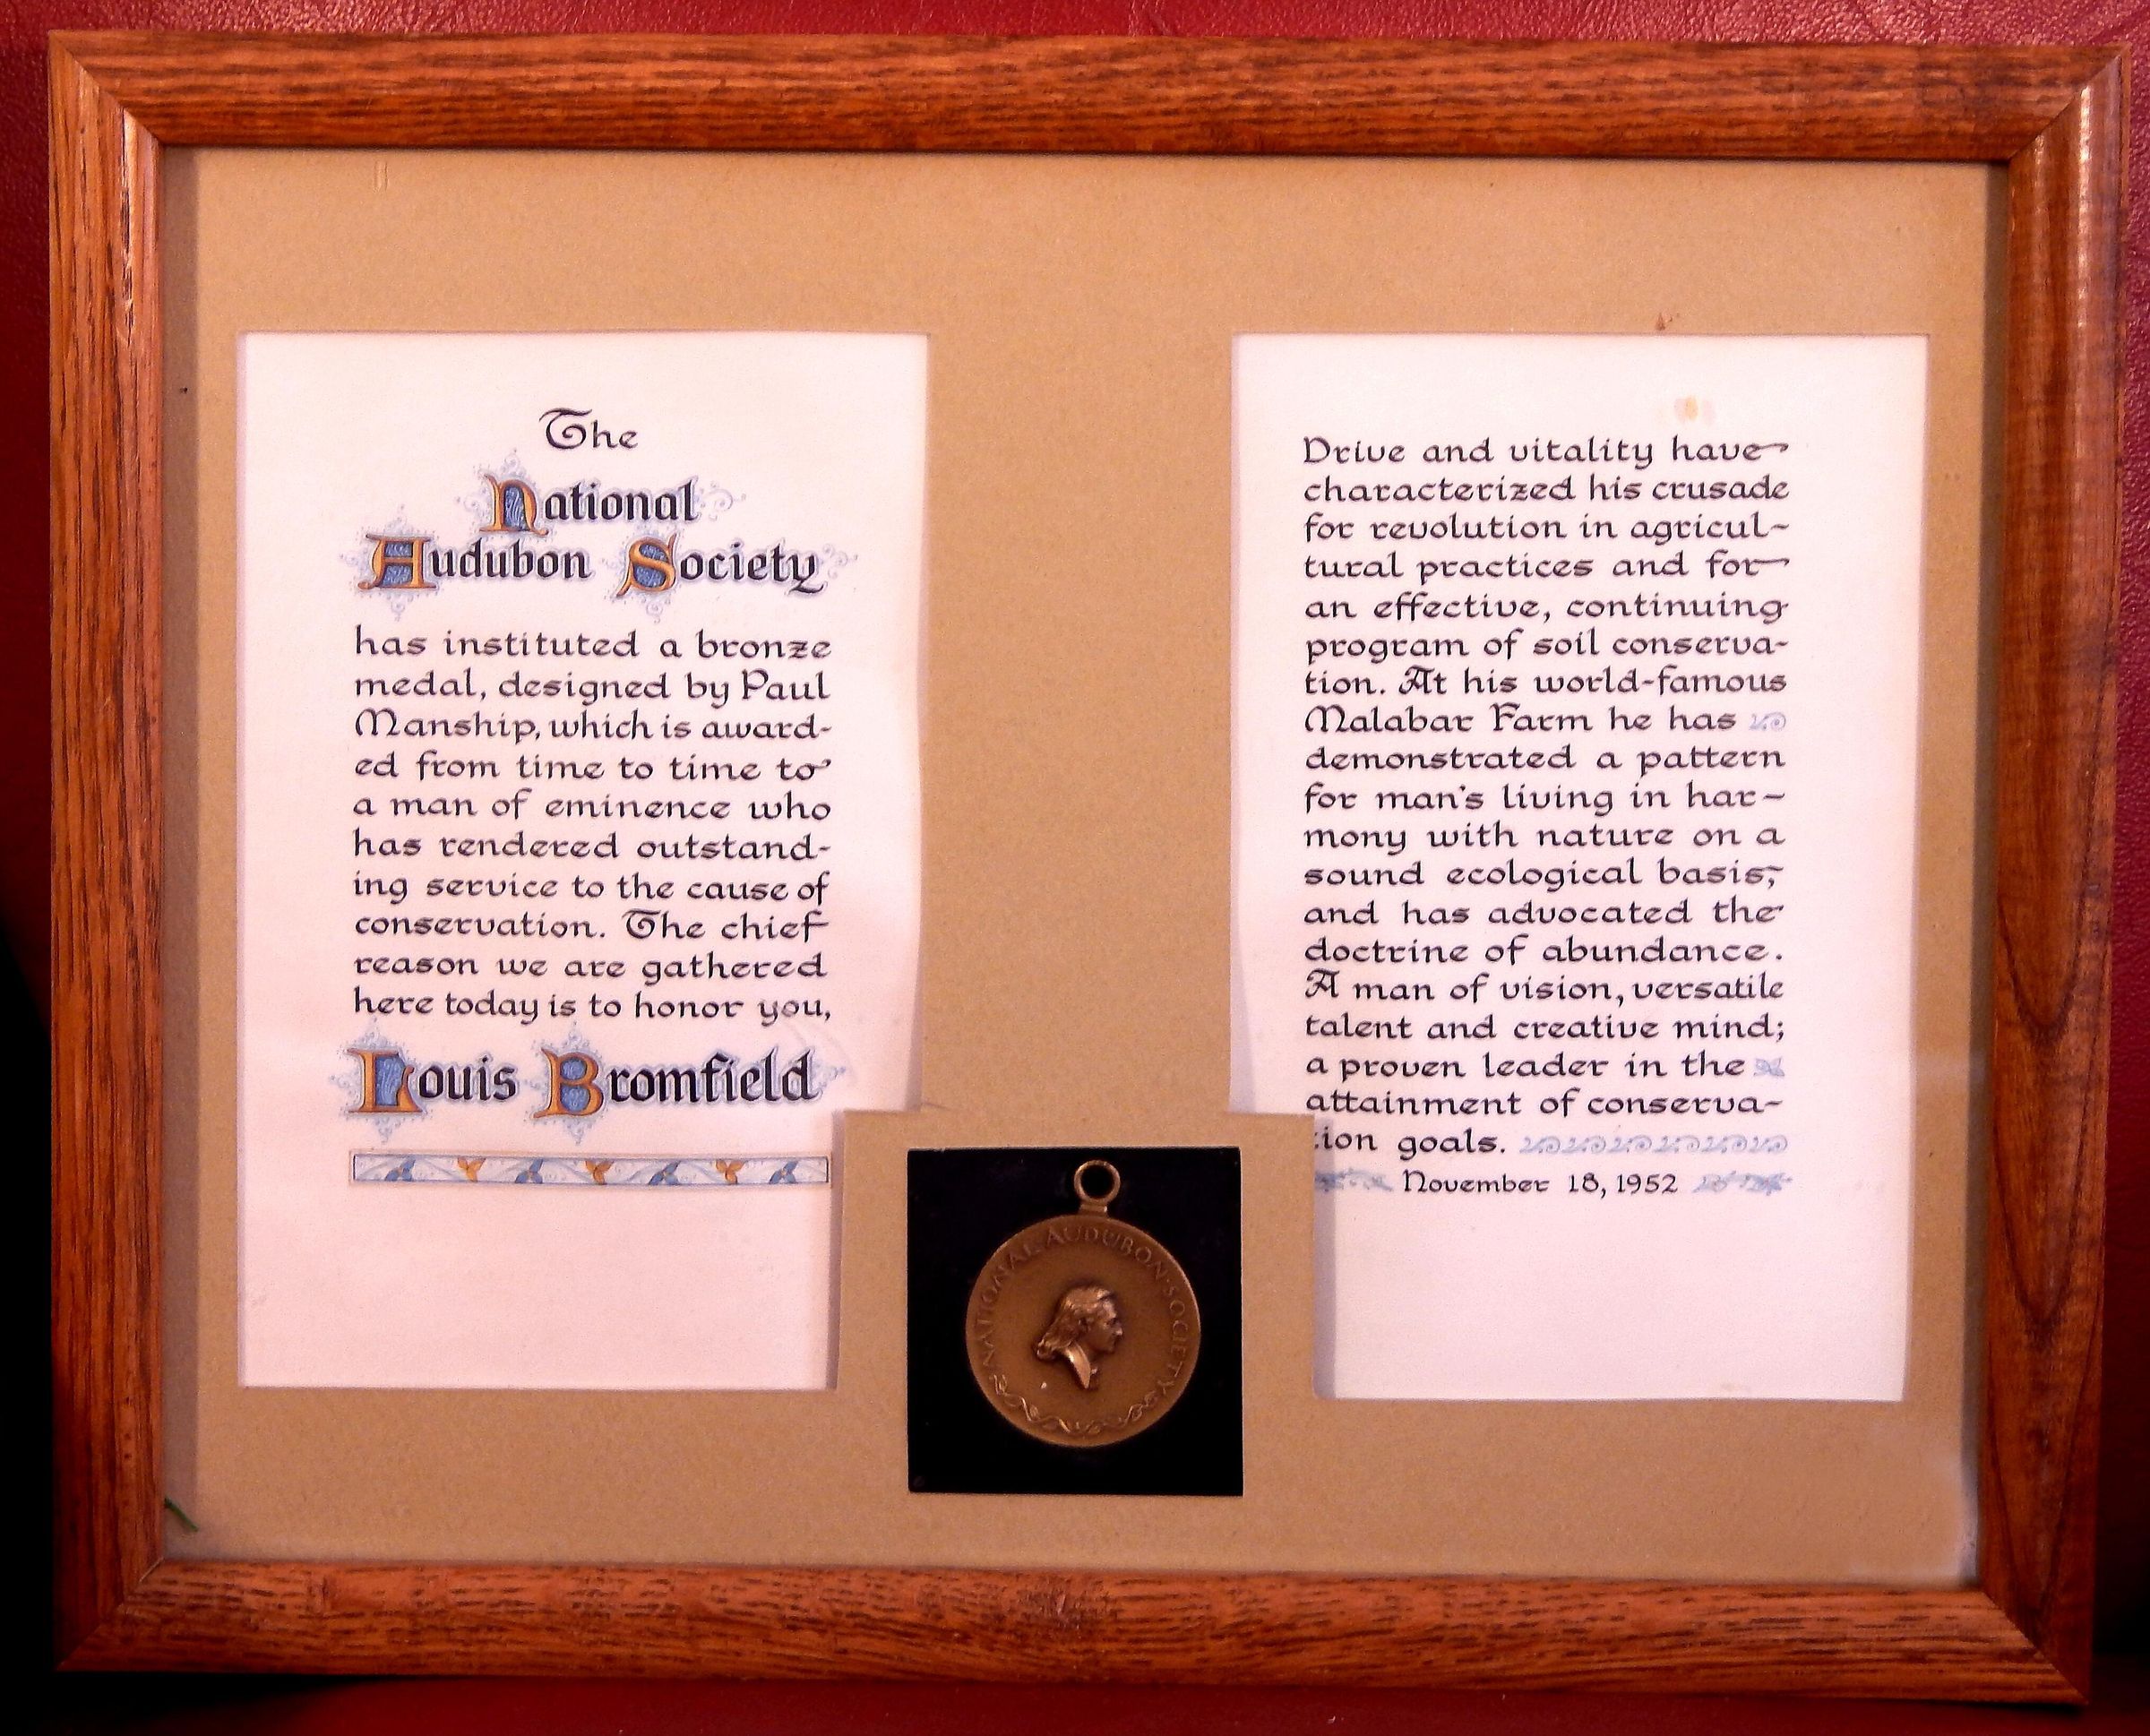 The
National
Audubon Society
has instituted a bronze
medal, designed by Paul
Manship, which is award-
ed from time to time to
a man of eminence who
has rendered outstand-
ing service to the cause of
conservation. The chief
reason we are gathered
here today is to honor you,
Louis Bromfield
Drive and vitality have
characterized his crusade
for revolution in agricul-
tural practices and for
an effective, continuing
program of soil conserva-
tion. At his world-famous
Malabar Farm he has
demonstrated a pattern
for man's living in har-
mony with nature on a
sound ecological basis,
and has advocated the
doctrine of abundance.
A man of vision, versatile
talent and creative mind;
a proven leader in the
attainment of conserva-
tion goals.
November 18, 1952
NATIONAL AUDUBON SOCIETY